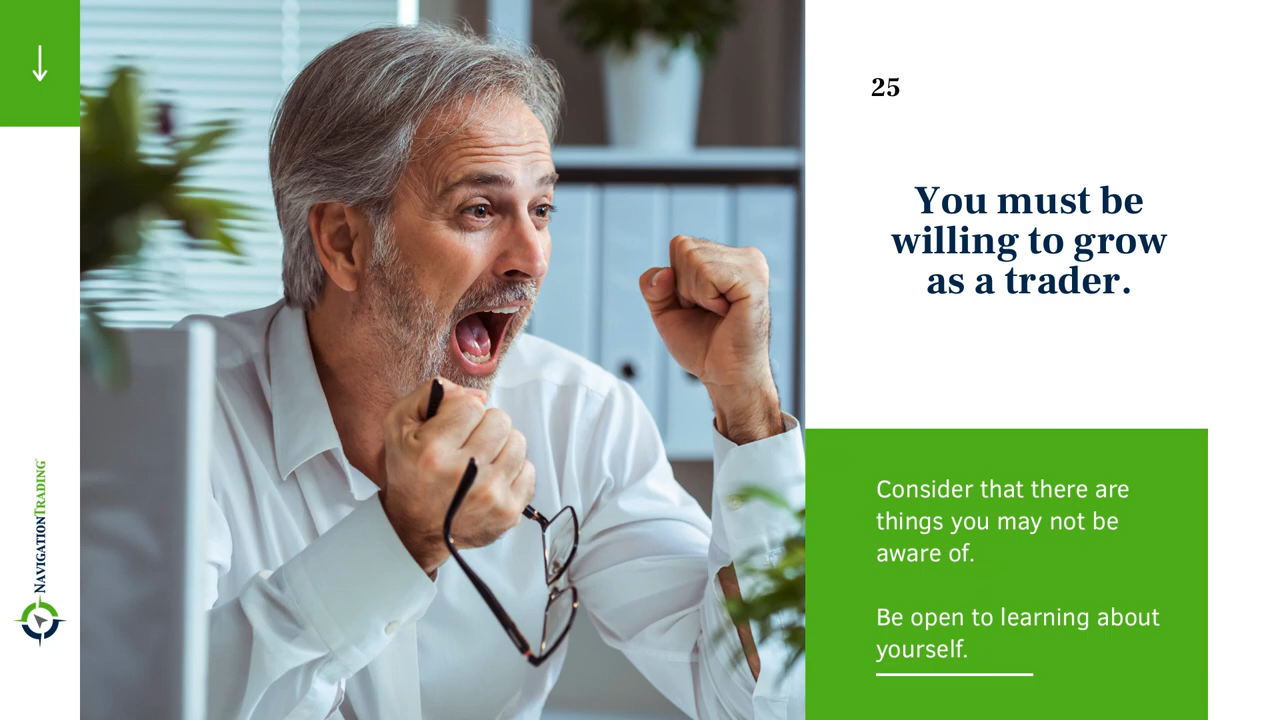 25
You must be
willing to grow
as a trader.
Consider that there are
things you may not be
aware of.
Be open to learning about
yourself.
NAVIGATIONTRADING